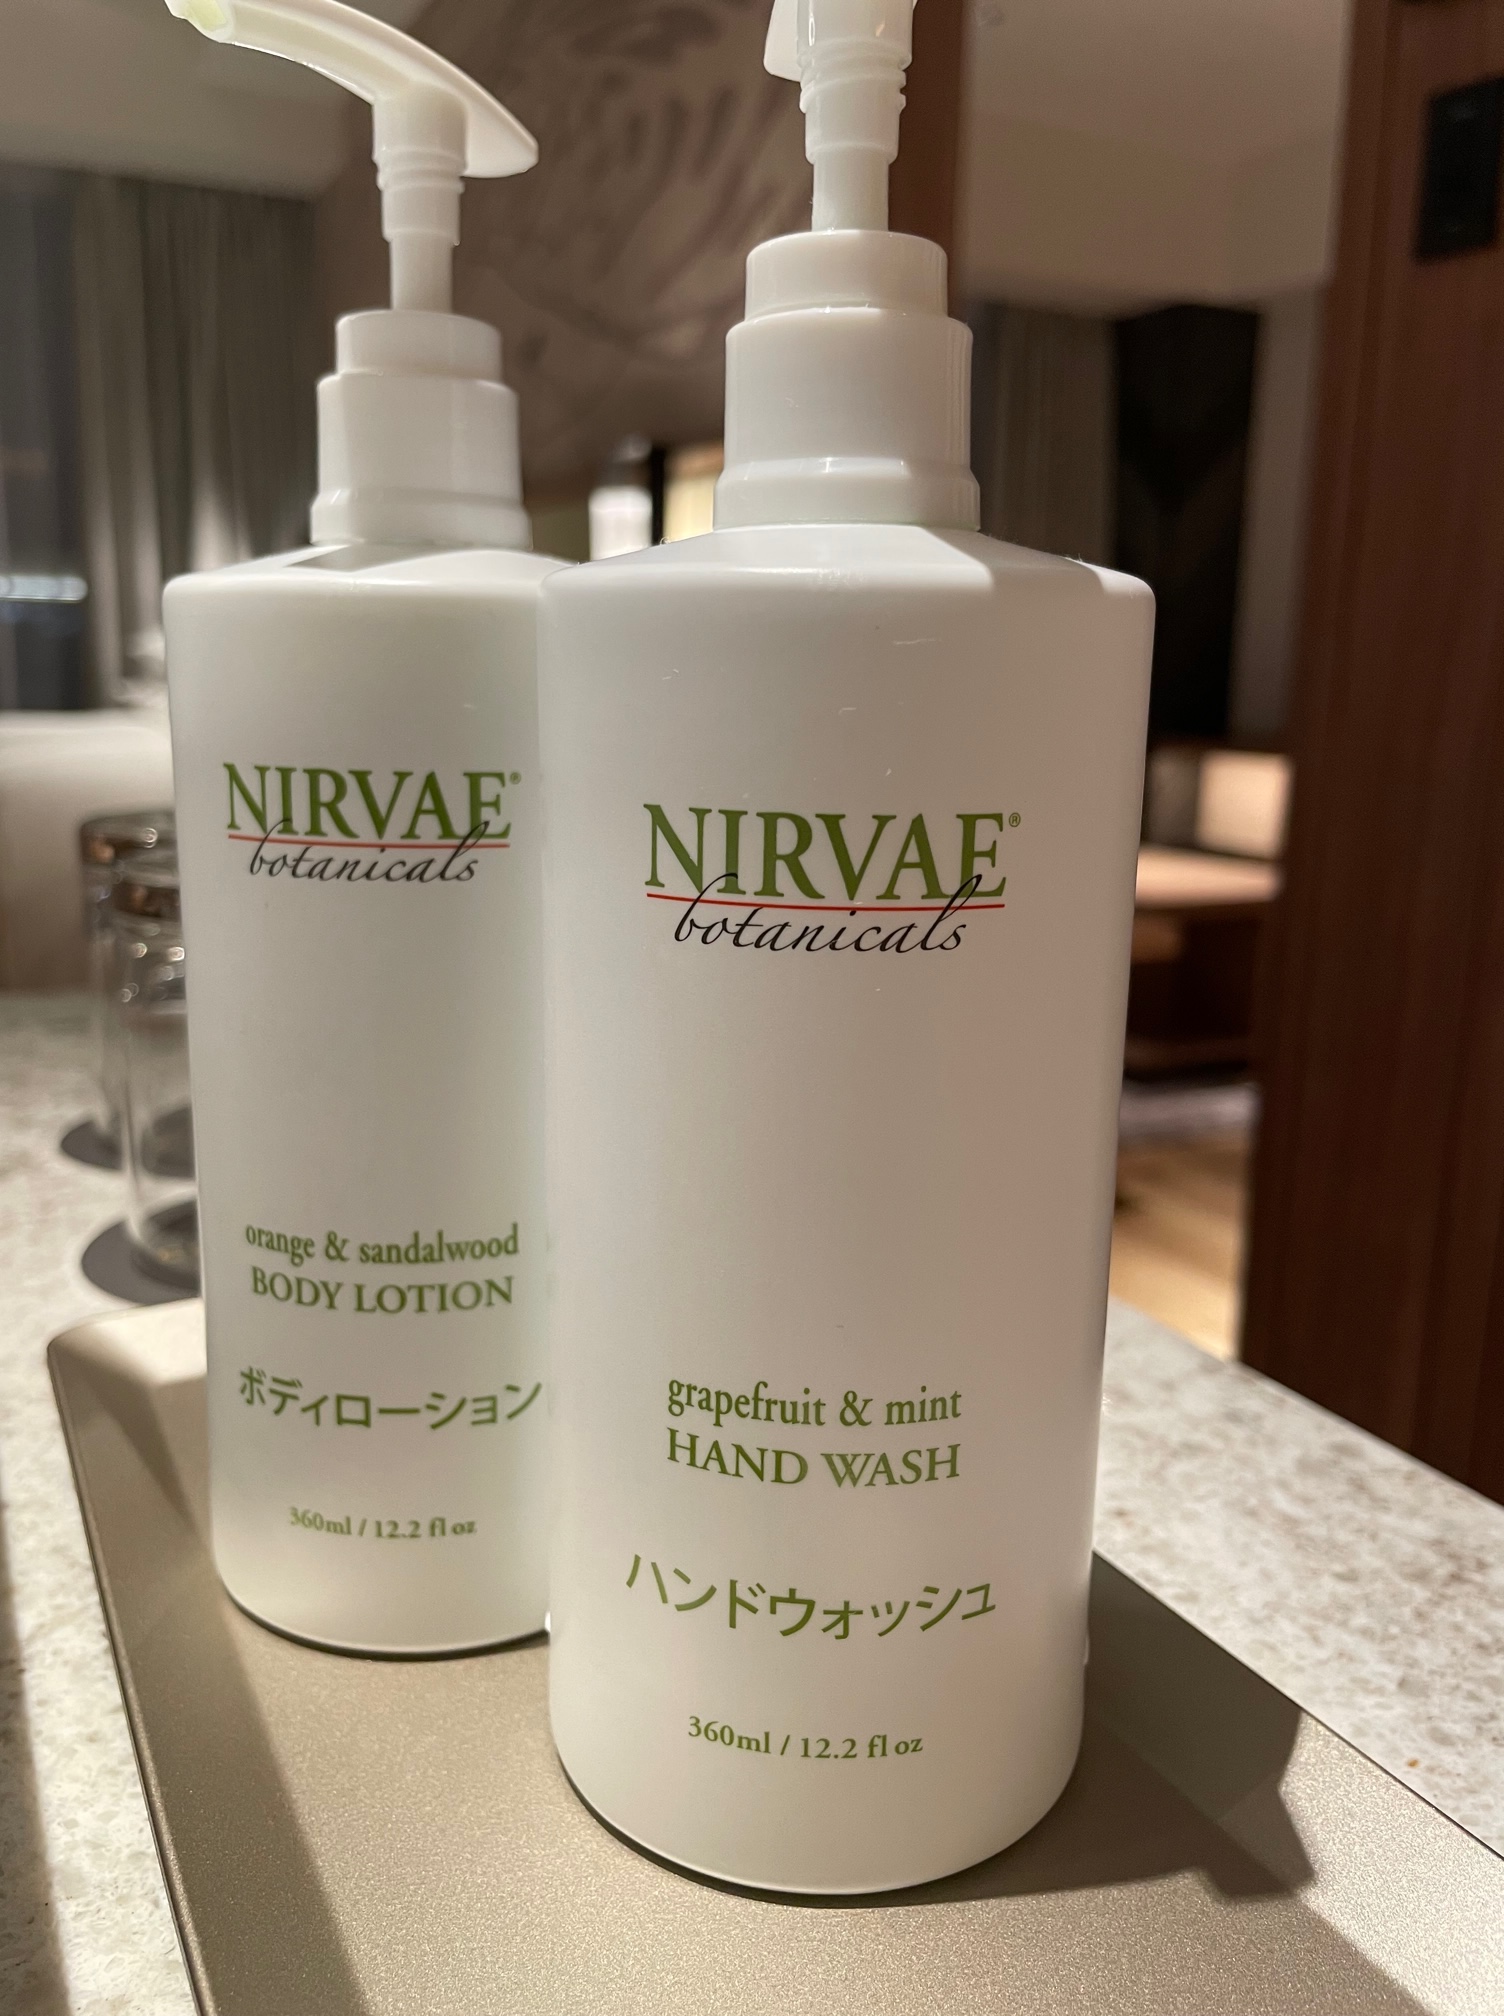 NIRVAE®
botanicals
orange & sandalwood
BODY LOTION
ボディローション
360ml / 12.2 fl oz
NIRVAE®
botanicals
grapefruit & mint
HAND WASH
ハンドウォッシュ
360ml / 12.2 fl oz